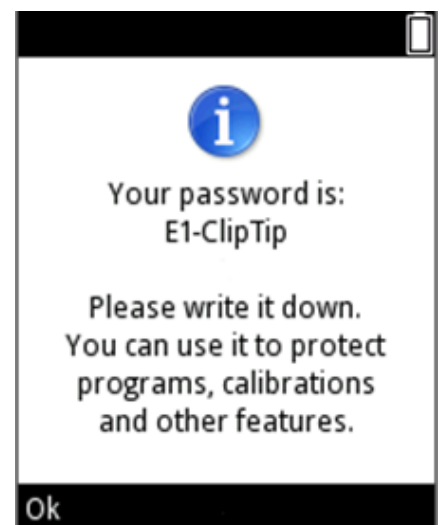 Your password is:
E1-ClipTip
Please write it down.
You can use it to protect
programs, calibrations
and other features.
Ok